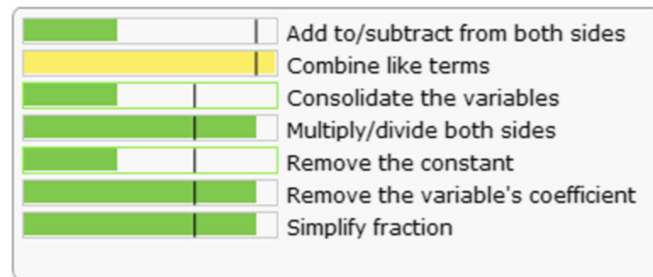 Add to/subtract from both sides
Combine like terms
Consolidate the variables
Multiply/divide both sides
Remove the constant
Remove the variable's coefficient
Simplify fraction